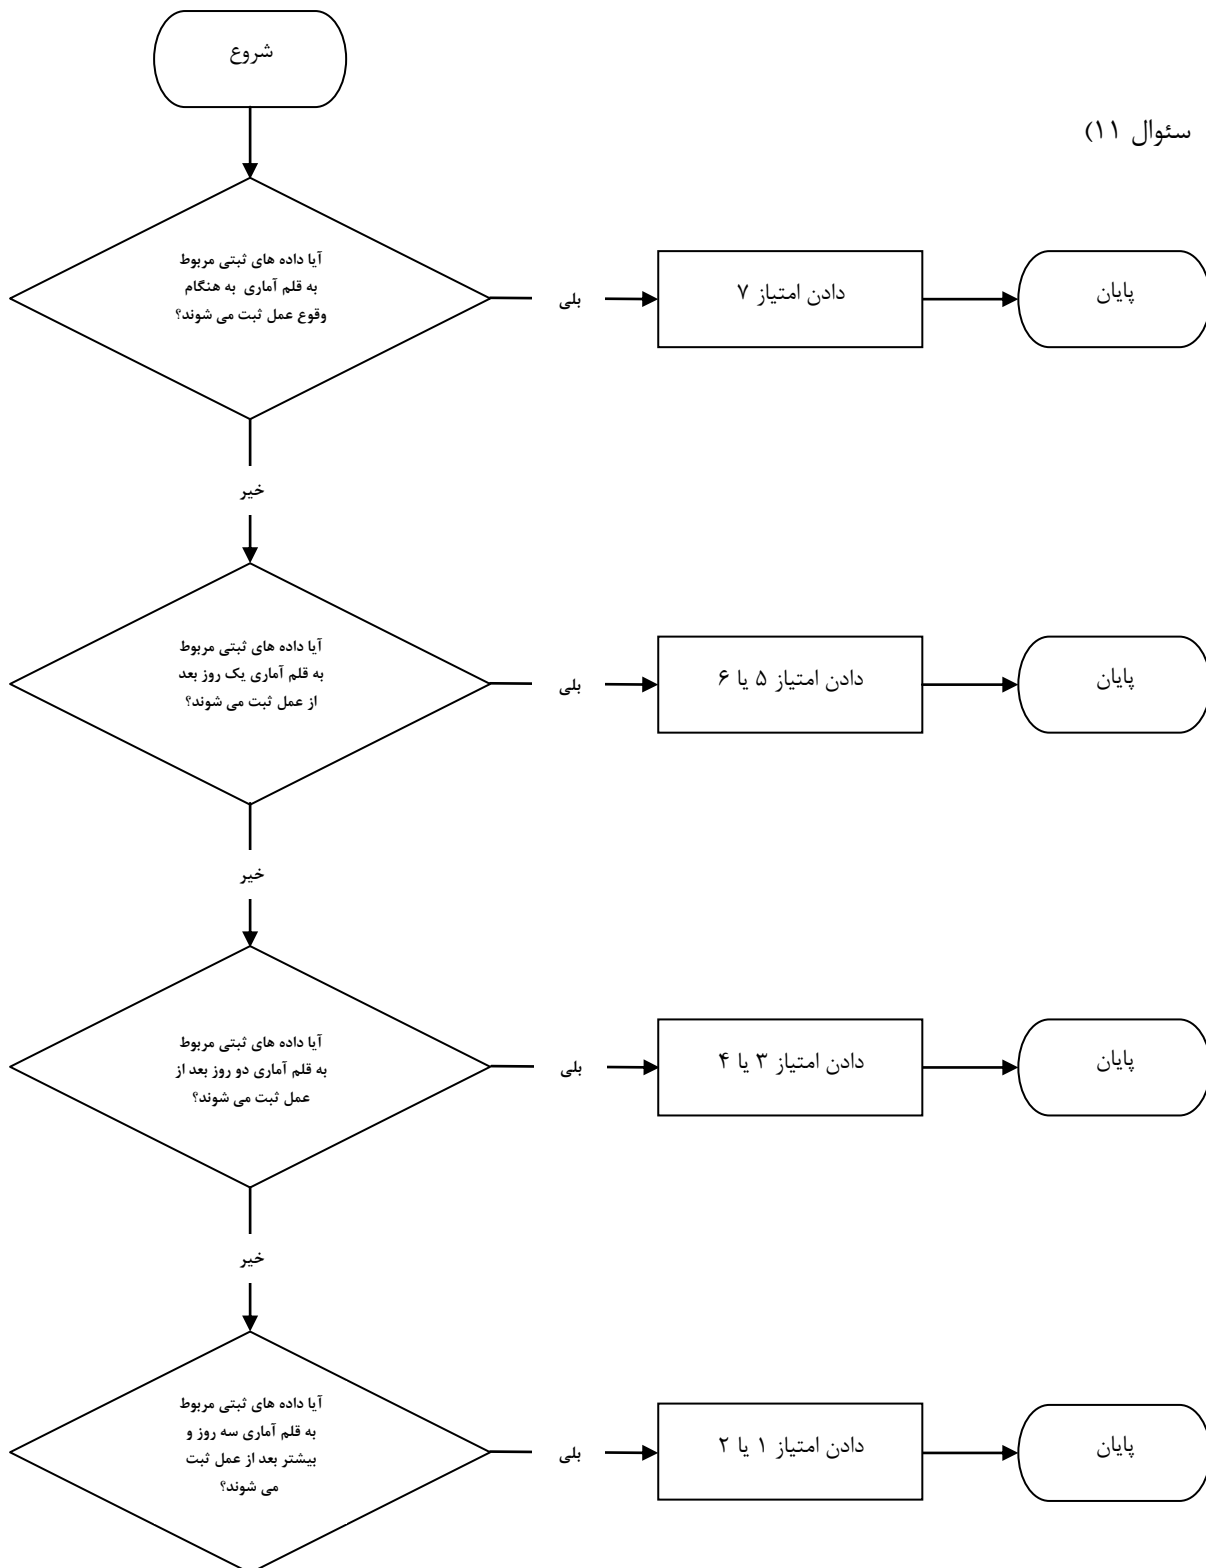 شروع
سئوال ۱۱)
آیا داده های ثبتی مربوط
به قلم آماری به هنگام
وقوع عمل ثبت می شوند؟
بلی
دادن امتیاز ۷
پایان
خیر
آیا داده های ثبتی مربوط
به قلم آماری یک روز بعد
از عمل ثبت می شوند؟
بلی
دادن امتیاز ۵ یا ۶
پایان
خیر
آیا داده های ثبتی مربوط
به قلم آماری دو روز بعد از
عمل ثبت می شوند؟
بلی
دادن امتیاز ۳ یا ۴
پایان
خیر
آیا داده های ثبتی مربوط
به قلم آماری سه روز و
بیشتر بعد از عمل ثبت
می شوند؟
بلی
دادن امتیاز ۱ یا ۲
پایان